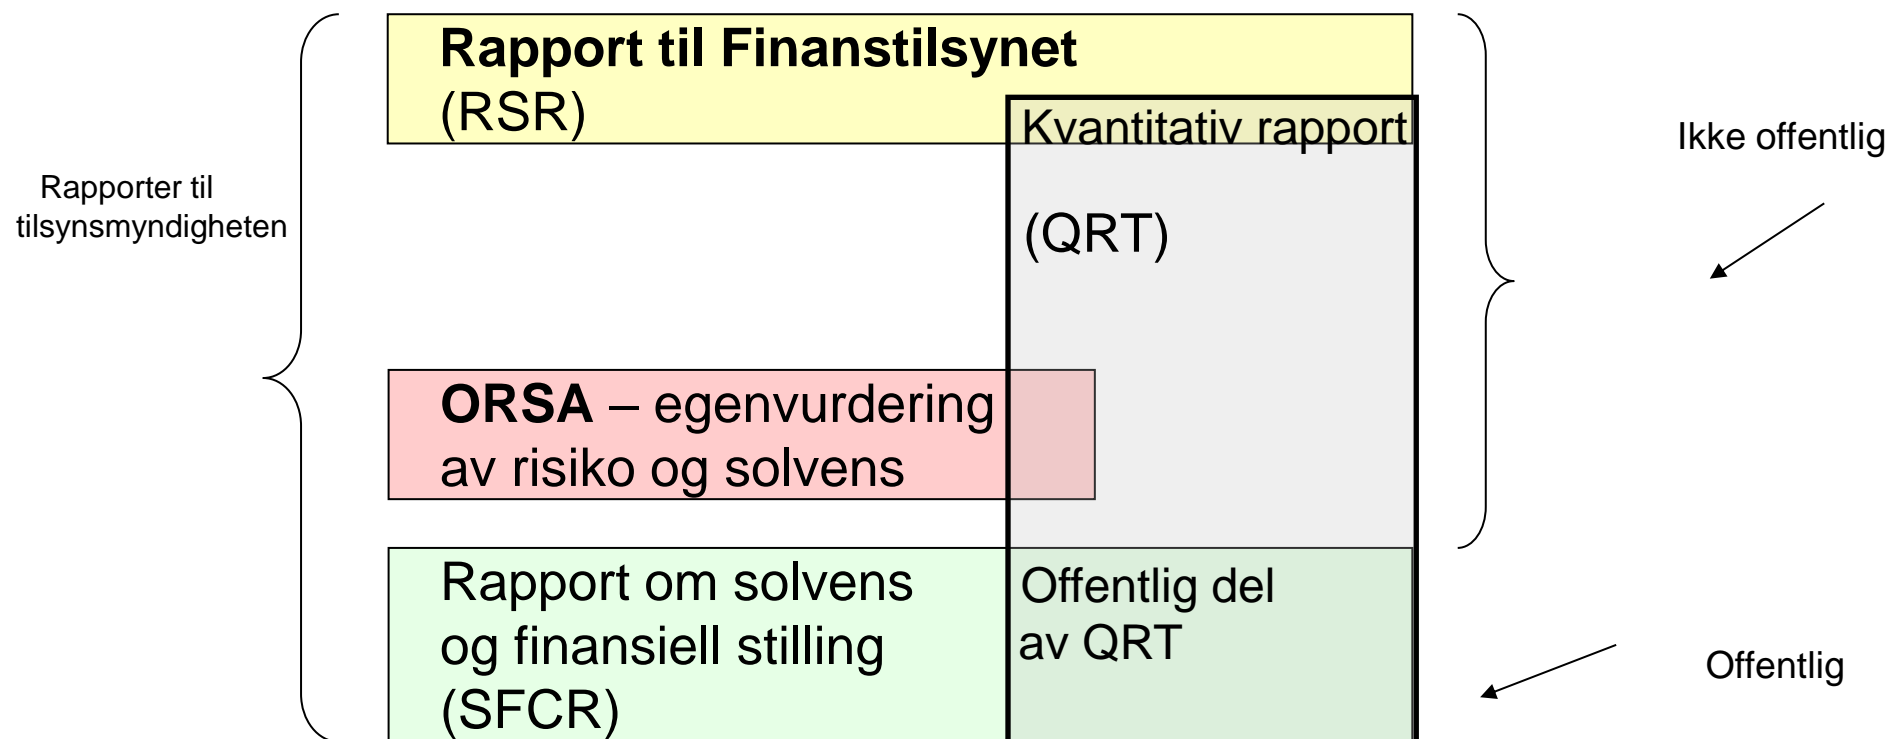 Rapport til Finanstilsynet
(RSR)
Kvantitativ rapport
(QRT)
Ikke offentlig
Rapporter til
tilsynsmyndigheten
ORSA – egenvurdering
av risiko og solvens
Rapport om solvens
og finansiell stilling
(SFCR)
Offentlig del
av QRT
Offentlig